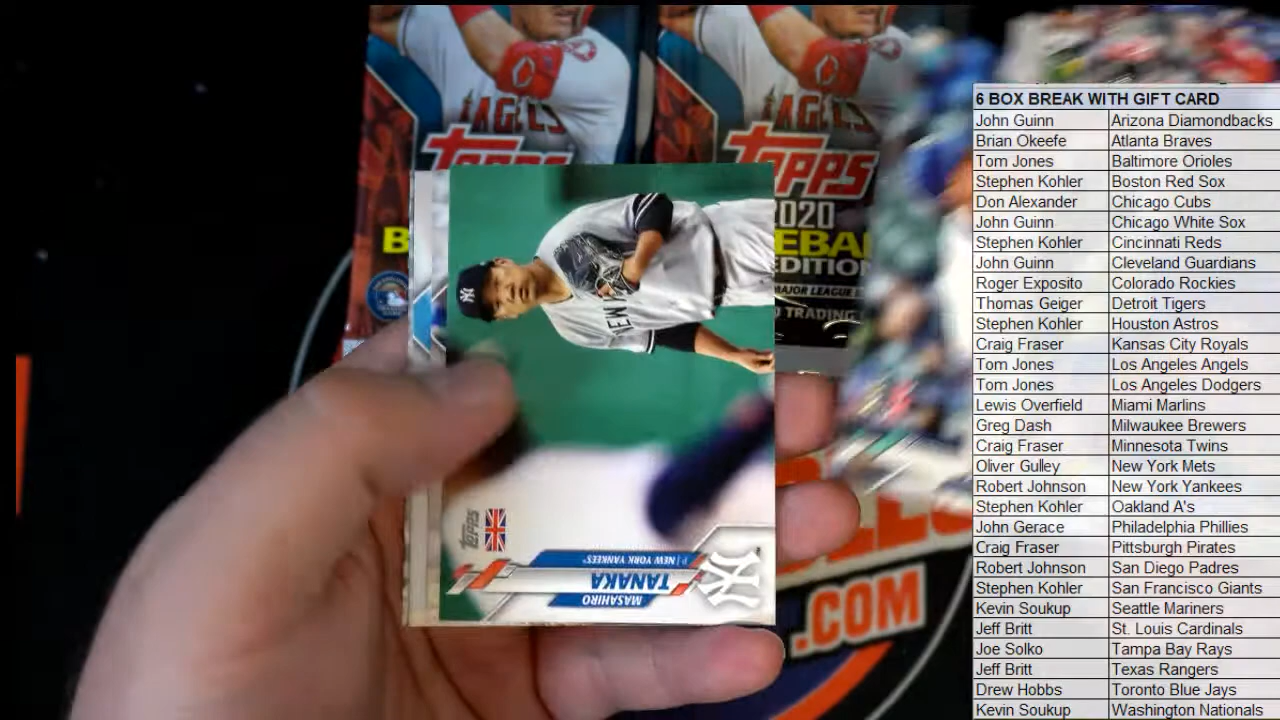 AGELS
AGELS
Topps
Topps
2020
MAJOR LEAGUE
TRADING
NEW
Topps
P | NEW YORK YANKEES
TANAKA
MASAHIRO
.COM
6 BOX BREAK WITH GIFT CARD
John Guinn Arizona Diamondbacks
Brian Okeefe Atlanta Braves
Tom Jones Baltimore Orioles
Stephen Kohler Boston Red Sox
Don Alexander Chicago Cubs
John Guinn Chicago White Sox
Stephen Kohler Cincinnati Reds
John Guinn Cleveland Guardians
Roger Exposito Colorado Rockies
Thomas Geiger Detroit Tigers
Stephen Kohler Houston Astros
Craig Fraser Kansas City Royals
Tom Jones Los Angeles Angels
Tom Jones Los Angeles Dodgers
Lewis Overfield Miami Marlins
Greg Dash Milwaukee Brewers
Craig Fraser Minnesota Twins
Oliver Gulley New York Mets
Robert Johnson New York Yankees
Stephen Kohler Oakland A's
John Gerace Philadelphia Phillies
Craig Fraser Pittsburgh Pirates
Robert Johnson San Diego Padres
Stephen Kohler San Francisco Giants
Kevin Soukup Seattle Mariners
Jeff Britt St. Louis Cardinals
Joe Solko Tampa Bay Rays
Jeff Britt Texas Rangers
Drew Hobbs Toronto Blue Jays
Kevin Soukup Washington Nationals